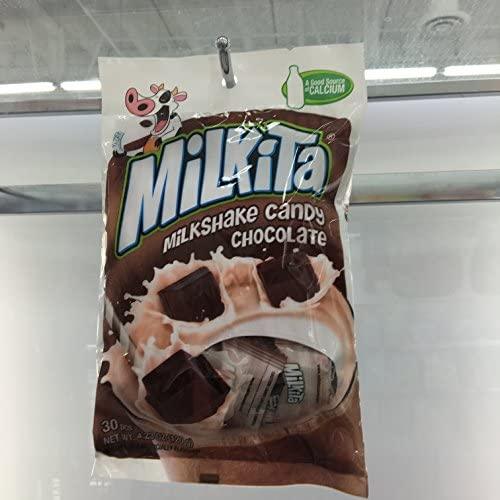 A Good Source
of CALCIUM
MiLKiTa®
MiLKSHAKE CaNDY
CHOCOLATE
MiLKiTa
30 pcs
NET WT.